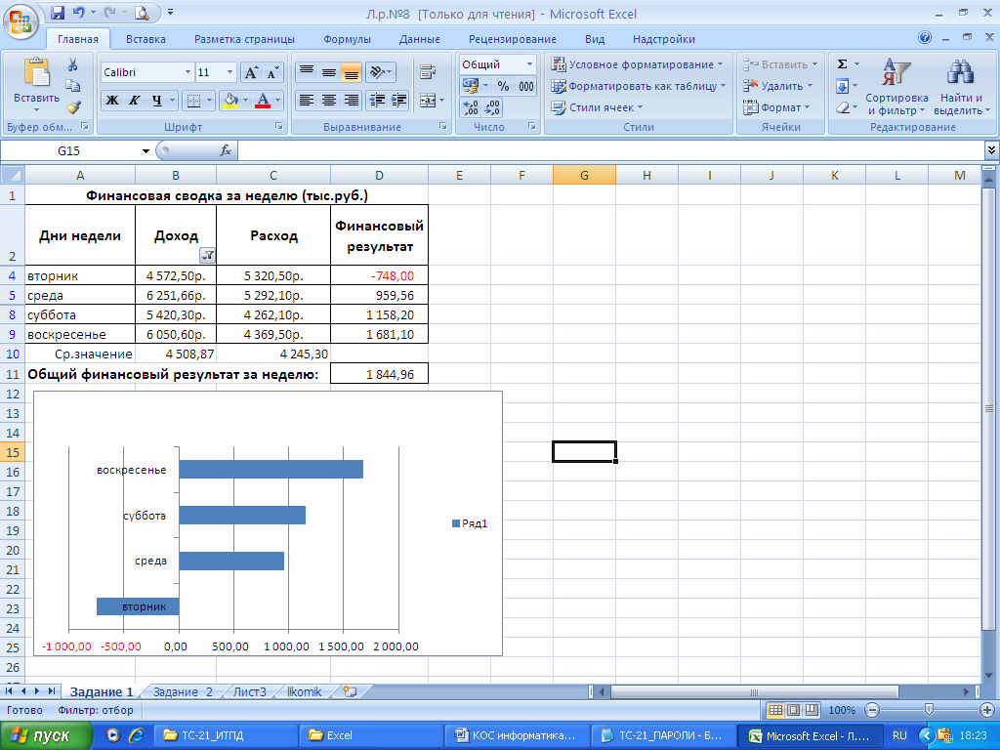 Л.р.№8 [Только для чтения] - Microsoft Excel
Главная Вставка Разметка страницы Формулы Данные Рецензирование Вид Надстройки
Вставить Calibri 11 Общий Условное форматирование Вставить Σ
Форматировать как таблицу Удалить Сортировка и фильтр Найти и выделить
Ж К Ч % 000 Стили ячеек Формат
Буфер обм... Шрифт Выравнивание Число Стили Ячейки Редактирование
G15 fx
A B C D E F G H I J K L M
1 Финансовая сводка за неделю (тыс.руб.)
2 Дни недели Доход Расход Финансовый результат
4 вторник 4 572,50р. 5 320,50р. -748,00
5 среда 6 251,66р. 5 292,10р. 959,56
8 суббота 5 420,30р. 4 262,10р. 1 158,20
9 воскресенье 6 050,60р. 4 369,50р. 1 681,10
10 Ср.значение 4 508,87 4 245,30
11 Общий финансовый результат за неделю: 1 844,96
12
13
14
15
16
17
18
19
20
21
22
23
24
25
26
воскресенье
суббота
Ряд1
среда
вторник
-1 000,00 -500,00 0,00 500,00 1 000,00 1 500,00 2 000,00
Задание 1 Задание 2 Лист3 Ilkomik
Готово Фильтр: отбор 100%
пуск ТС-21_ИТПД Excel КОС информатика... ТС-21_ПАРОЛИ - Б... Microsoft Excel - Л.... RU 18:23